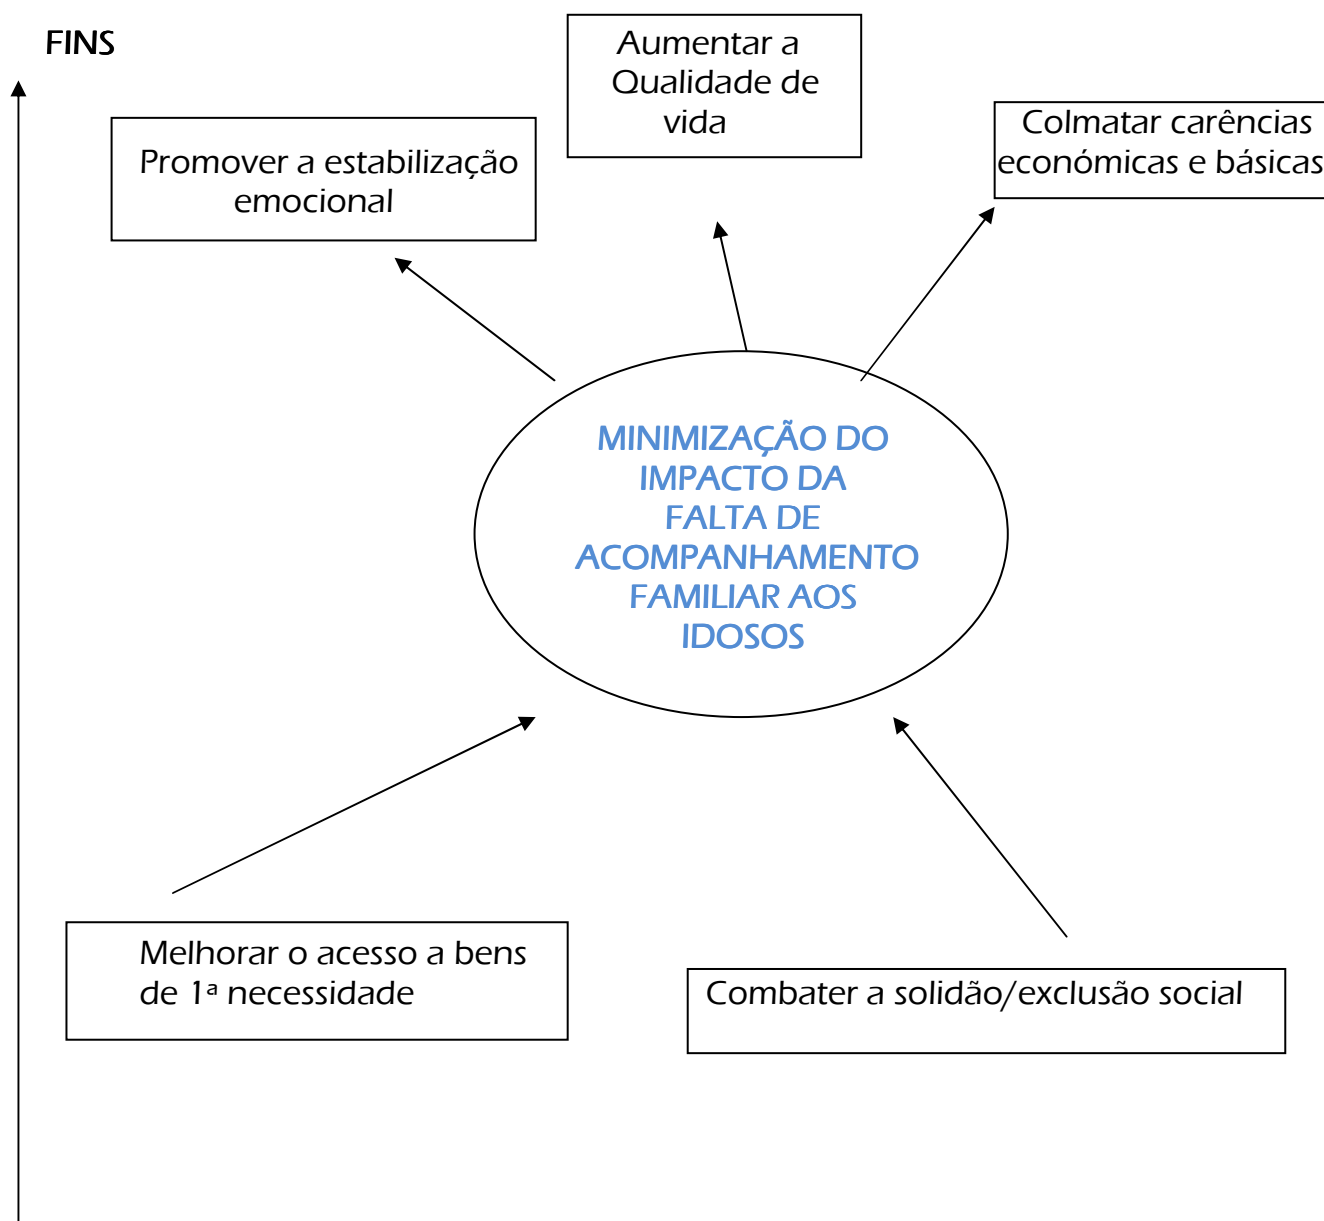 FINS
Aumentar a
Qualidade de
vida
Promover a estabilização
emocional
Colmatar carências
económicas e básicas
MINIMIZAÇÃO DO
IMPACTO DA
FALTA DE
ACOMPANHAMENTO
FAMILIAR AOS
IDOSOS
Melhorar o acesso a bens
de 1ª necessidade
Combater a solidão/exclusão social